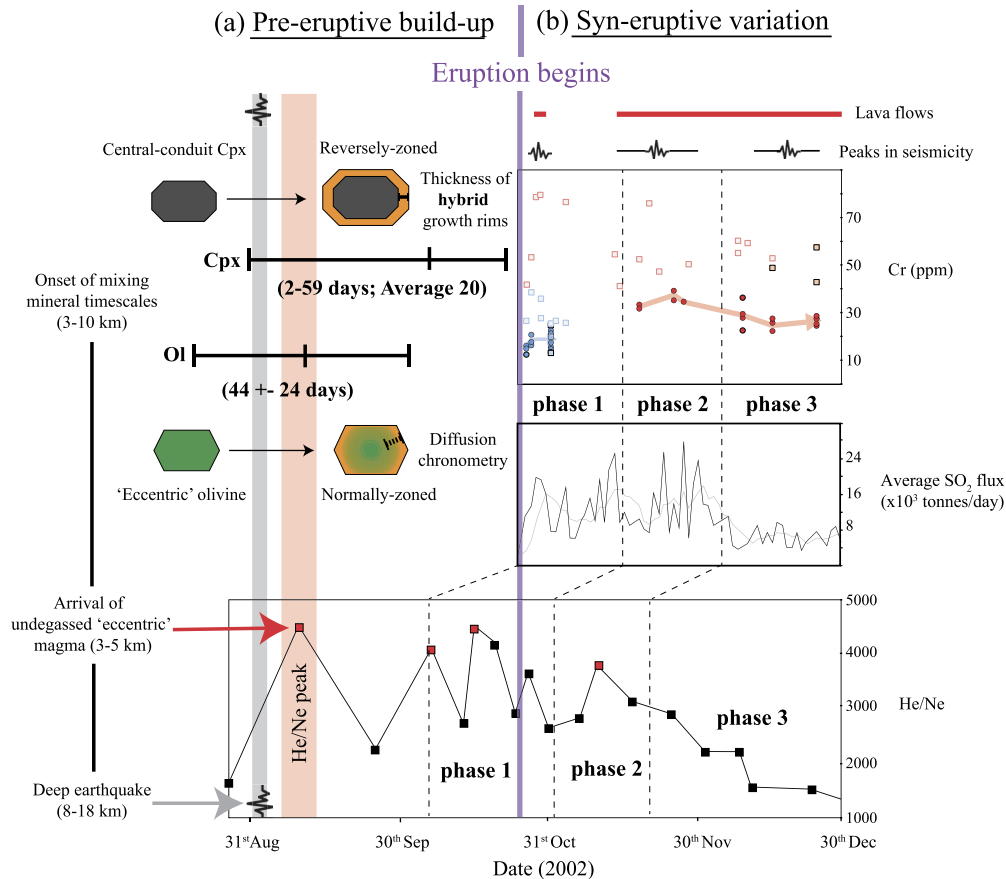 (a) Pre-eruptive build-up
(b) Syn-eruptive variation
Eruption begins
Lava flows
Peaks in seismicity
Central-conduit Cpx
Reversely-zoned
Thickness of
hybrid
growth rims
Cpx
(2-59 days; Average 20)
Onset of mixing
mineral timescales
(3-10 km)
Ol
(44 +- 24 days)
'Eccentric' olivine
Normally-zoned
Diffusion
chronometry
70
50
30
10
Cr (ppm)
phase 1
phase 2
phase 3
24
16
8
Average SO2 flux
(x10³ tonnes/day)
Arrival of
undegassed 'eccentric'
magma (3-5 km)
Deep earthquake
(8-18 km)
He/Ne peak
phase 1
phase 2
phase 3
5000
4000
3000
2000
1000
He/Ne
31st Aug
30th Sep
31st Oct
30th Nov
30th Dec
Date (2002)